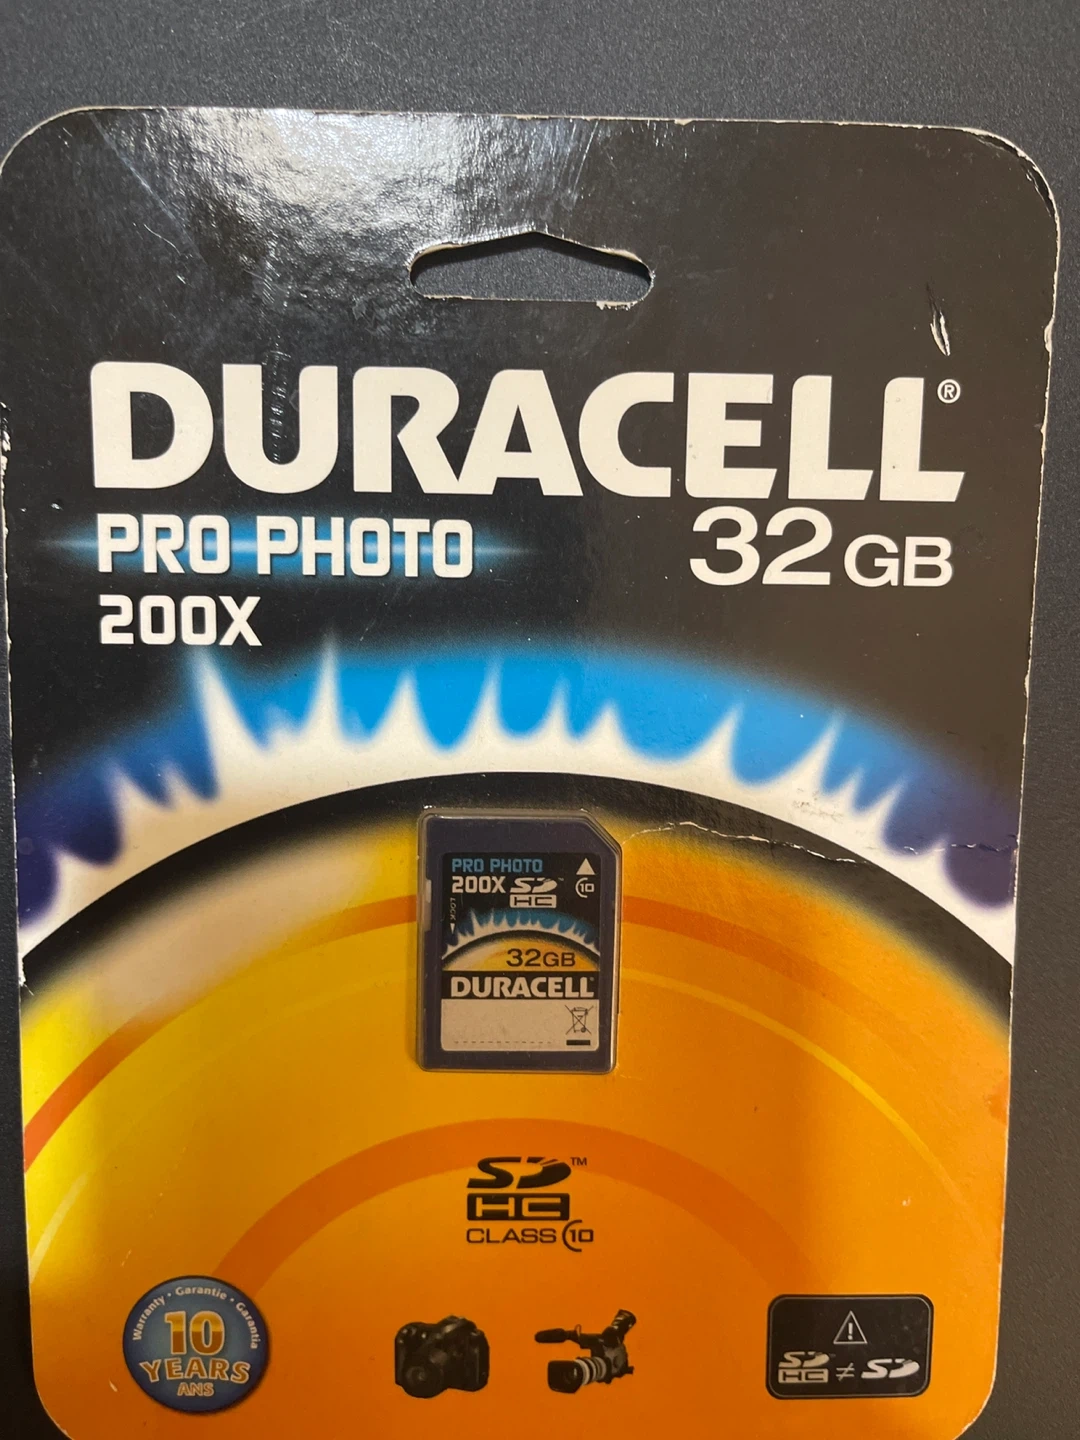 DURACELL®
PRO PHOTO
32GB
200X
PRO PHOTO
200X SD™
HC
10
LOCK
32GB
DURACELL
SD™
HC
CLASS 10
Warranty • Garantie • Garantia
10
YEARS
ANS
!
SD
HC ≠ SD